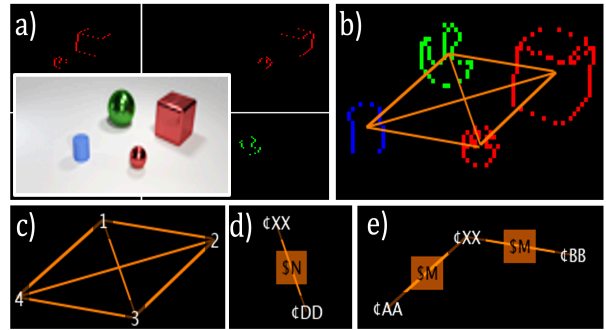 a)
b)
c)
1
2
3
4
d)
¢XX
$N
¢DD
e)
¢XX
$M
$M
¢BB
¢AA